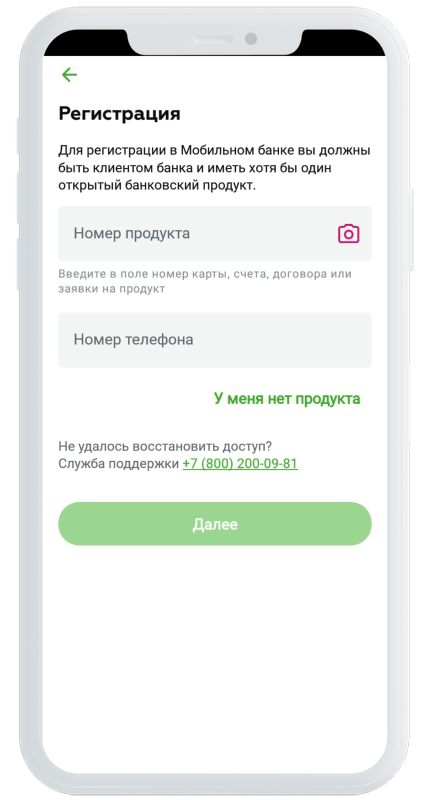 Регистрация
Для регистрации в Мобильном банке вы должны
быть клиентом банка и иметь хотя бы один
открытый банковский продукт.
Номер продукта
Введите в поле номер карты, счета, договора или
заявки на продукт
Номер телефона
У меня нет продукта
Не удалось восстановить доступ?
Служба поддержки +7 (800) 200-09-81
Далее